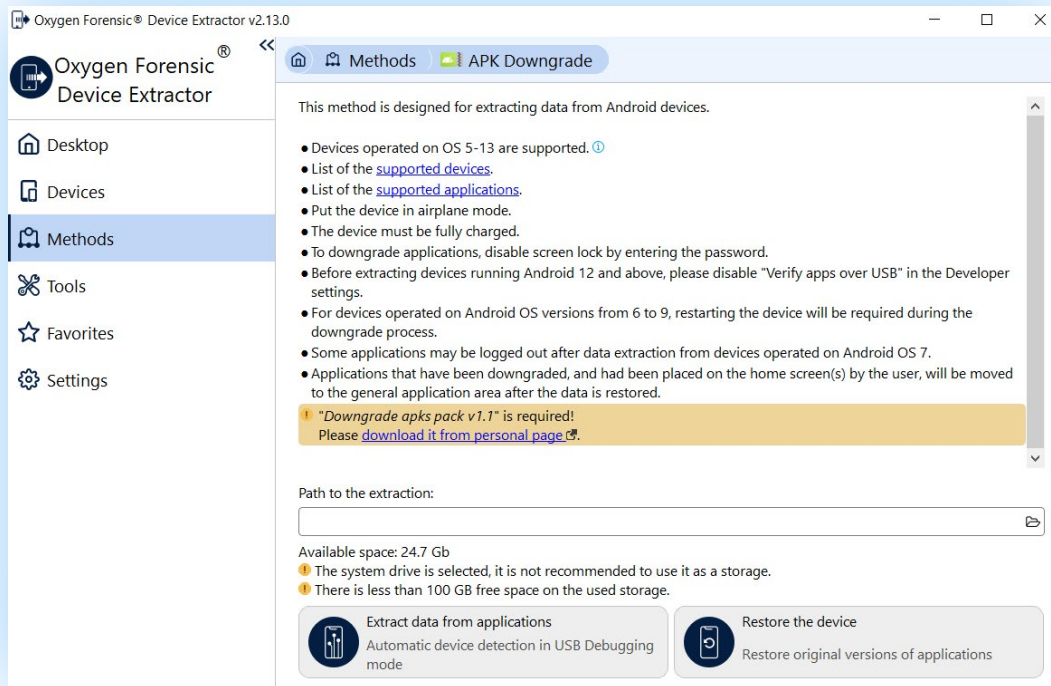 Oxygen Forensic® Device Extractor v2.13.0
Oxygen Forensic ®
Device Extractor
Desktop
Devices
Methods
Tools
Favorites
Settings
Methods APK Downgrade
This method is designed for extracting data from Android devices.
● Devices operated on OS 5-13 are supported.
● List of the supported devices.
● List of the supported applications.
● Put the device in airplane mode.
● The device must be fully charged.
● To downgrade applications, disable screen lock by entering the password.
● Before extracting devices running Android 12 and above, please disable "Verify apps over USB" in the Developer
settings.
● For devices operated on Android OS versions from 6 to 9, restarting the device will be required during the
downgrade process.
● Some applications may be logged out after data extraction from devices operated on Android OS 7.
● Applications that have been downgraded, and had been placed on the home screen(s) by the user, will be moved
to the general application area after the data is restored.
"Downgrade apks pack v1.1" is required!
Please download it from personal page.
Path to the extraction:
Available space: 24.7 Gb
The system drive is selected, it is not recommended to use it as a storage.
There is less than 100 GB free space on the used storage.
Extract data from applications
Automatic device detection in USB Debugging
mode
Restore the device
Restore original versions of applications